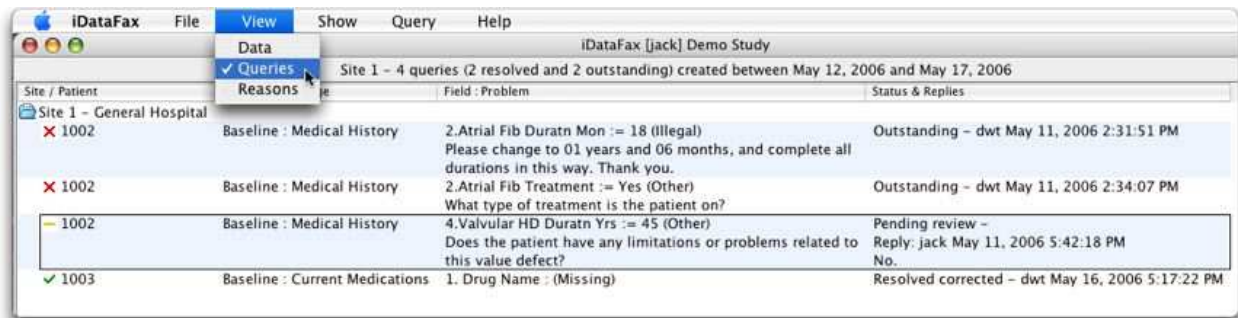 iDataFax File View Show Query Help
iDataFax [jack] Demo Study
Data
✓ Queries
Reasons
Site 1 – 4 queries (2 resolved and 2 outstanding) created between May 12, 2006 and May 17, 2006
Site / Patient Field : Problem Status & Replies
Site 1 – General Hospital
1002 Baseline : Medical History 2.Atrial Fib Duratn Mon := 18 (Illegal) Outstanding – dwt May 11, 2006 2:31:51 PM
Please change to 01 years and 06 months, and complete all
durations in this way. Thank you.
1002 Baseline : Medical History 2.Atrial Fib Treatment := Yes (Other) Outstanding – dwt May 11, 2006 2:34:07 PM
What type of treatment is the patient on?
1002 Baseline : Medical History 4.Valvular HD Duratn Yrs := 45 (Other) Pending review –
Does the patient have any limitations or problems related to Reply: jack May 11, 2006 5:42:18 PM
this value defect? No.
1003 Baseline : Current Medications 1. Drug Name : (Missing) Resolved corrected – dwt May 16, 2006 5:17:22 PM